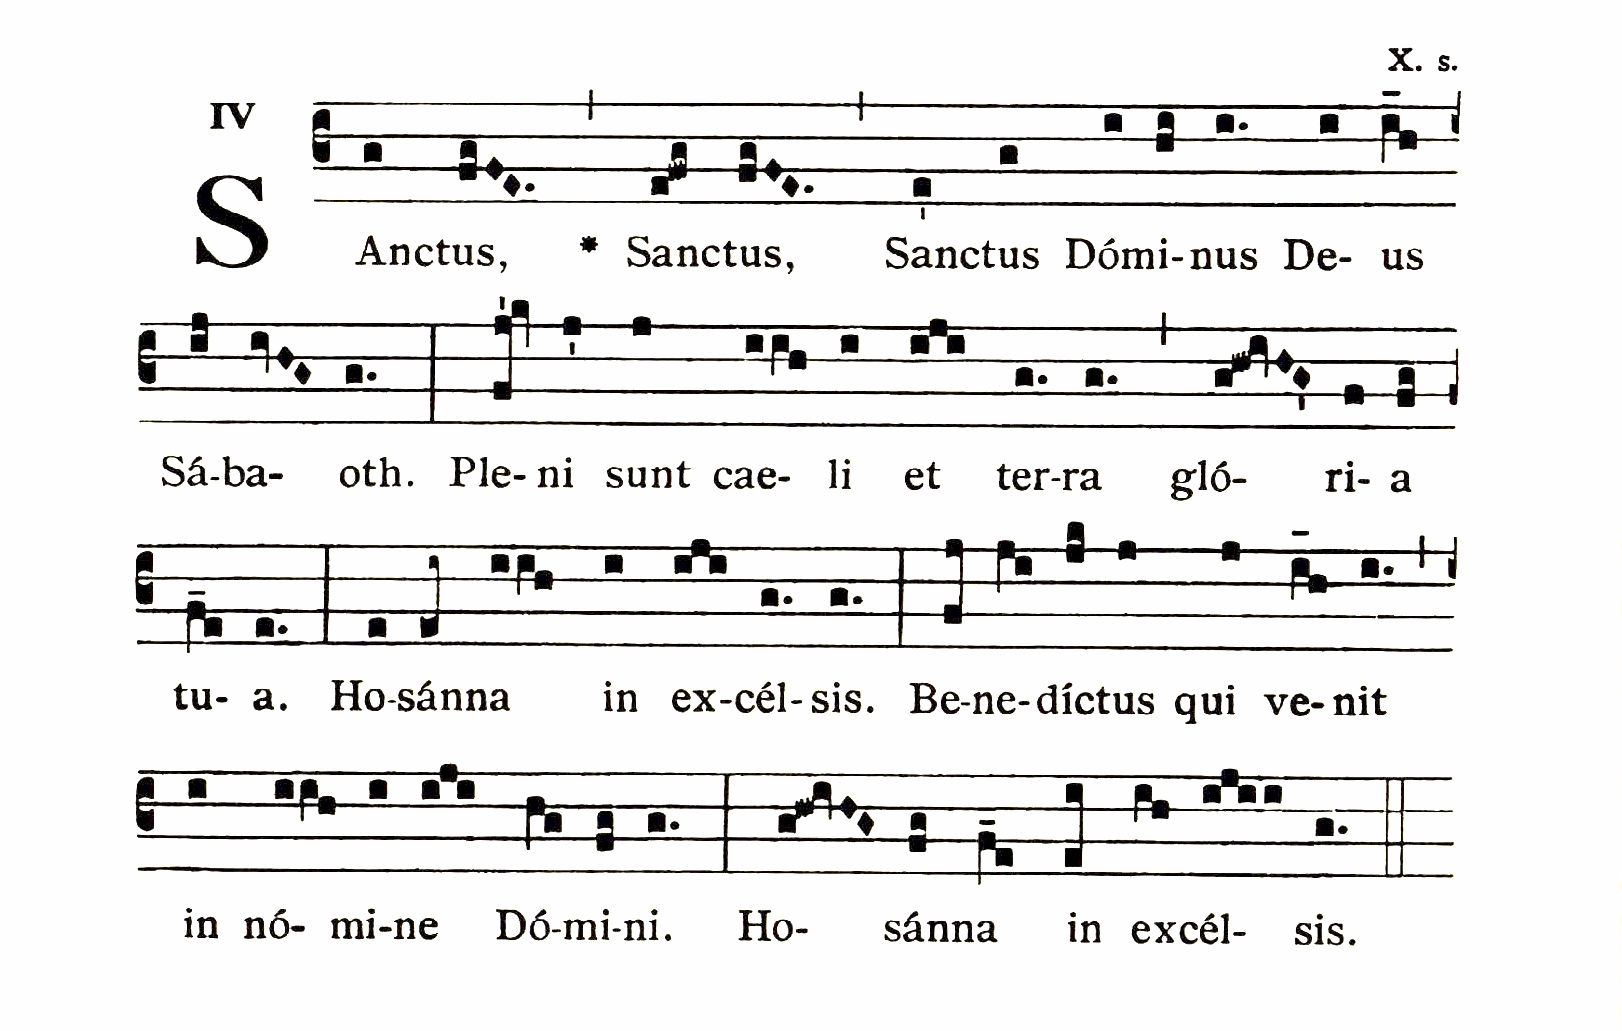 X. s.
IV
SAnctus, * Sanctus, Sanctus Dómi-nus De- us
Sá-ba- oth. Ple-ni sunt cae- li et ter-ra gló- ri- a
tu- a. Ho-sánna in ex-cél-sis. Be-ne-díctus qui ve-nit
in nó- mi-ne Dó-mi-ni. Ho- sánna in excél- sis.